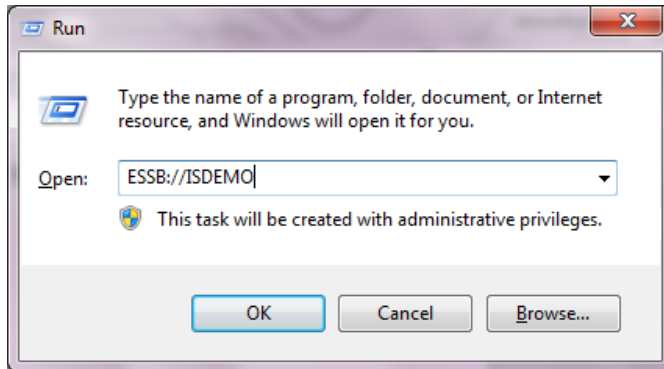 Run
Type the name of a program, folder, document, or Internet
resource, and Windows will open it for you.
Open: ESSB://ISDEMO
This task will be created with administrative privileges.
OK Cancel Browse...